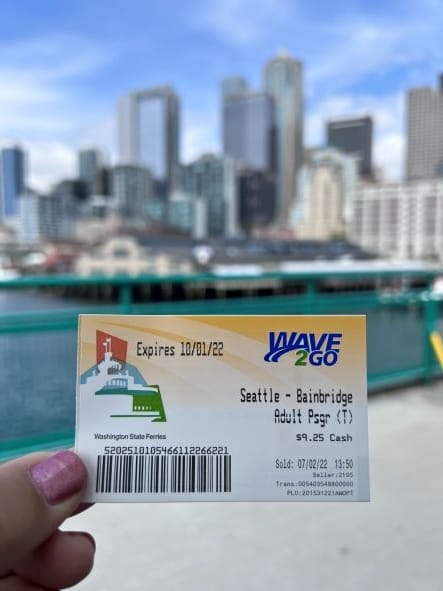 Expires 10/01/22
WAVE
2GO
Seattle - Bainbridge
Adult Psgr (T)
$9.25 Cash
Washington State Ferries
5202510105466112266221
Sold: 07/02/22 13:50
Seller:2105
Trans:005403548800000
PLU:201531221AWOPT